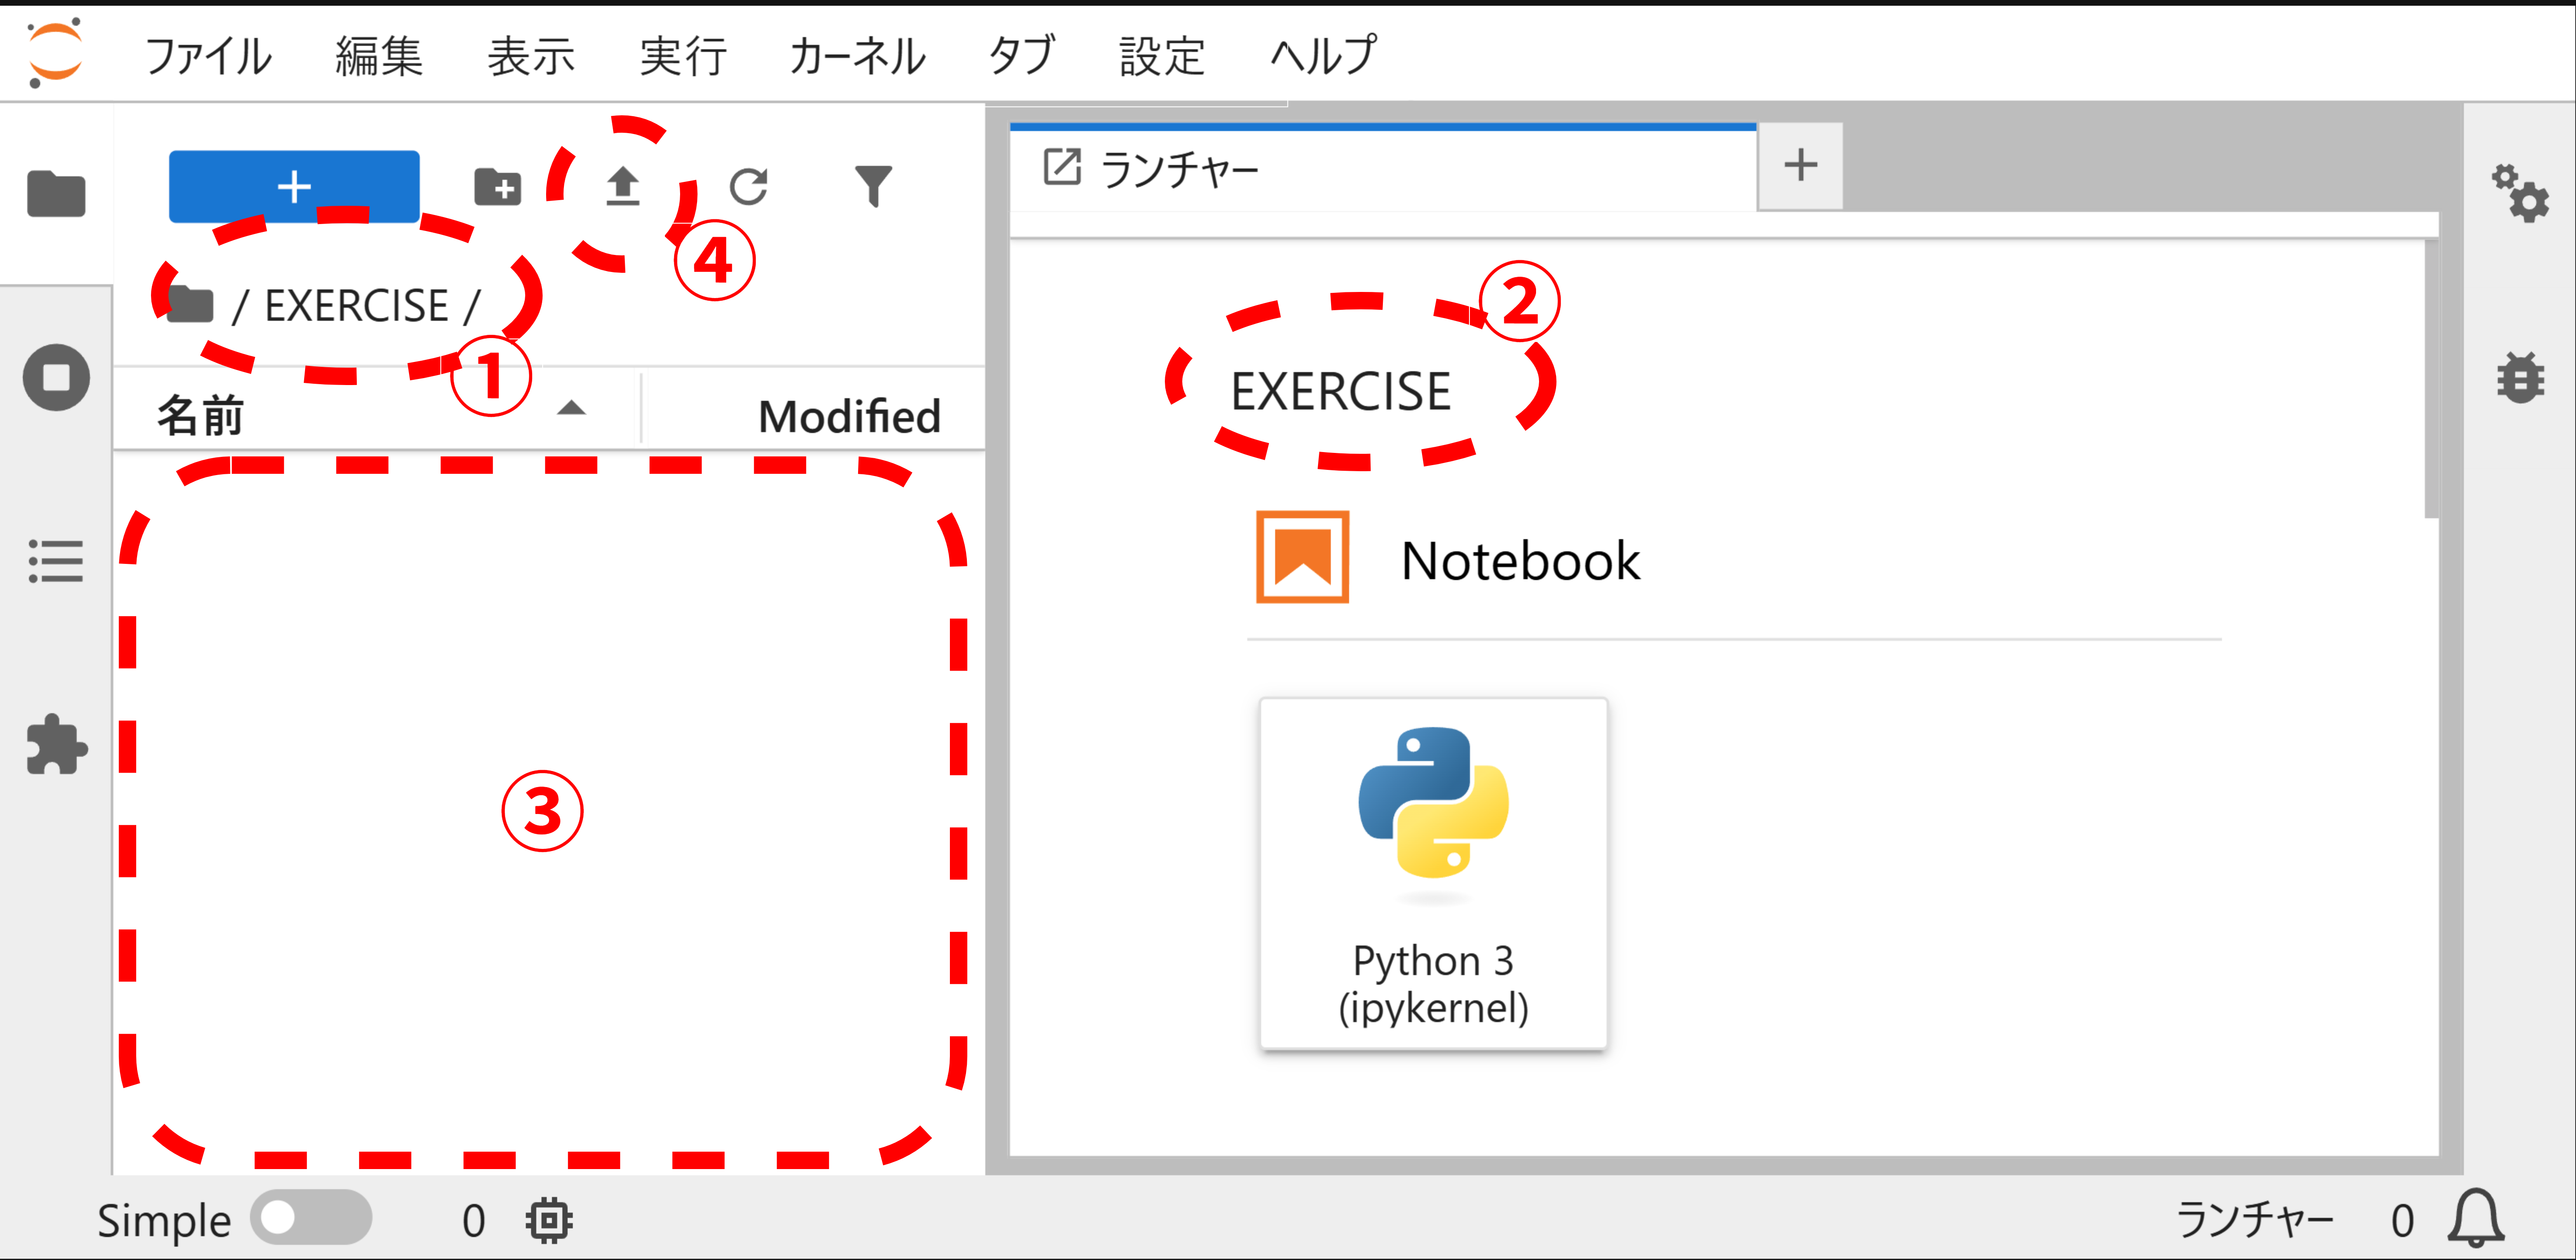 ファイル 編集 表示 実行 カーネル タブ 設定 ヘルプ
④
/ EXERCISE /
①
名前 Modified
③
ランチャー
②
EXERCISE
Notebook
Python 3
(ipykernel)
Simple 0 ランチャー 0